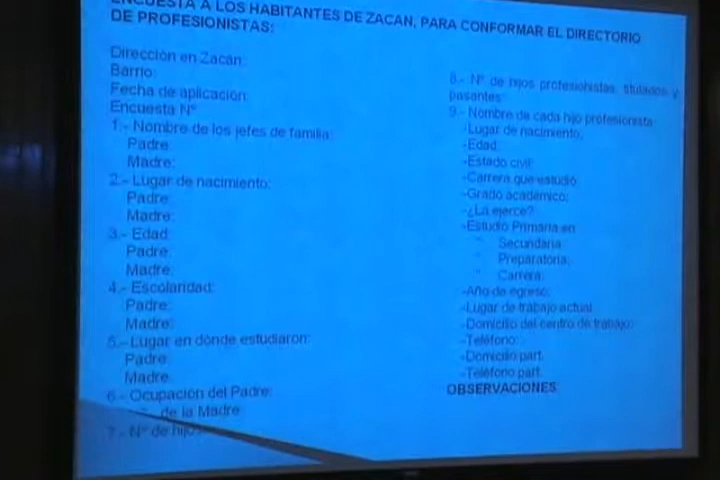 ENCUESTA A LOS HABITANTES DE ZACAN, PARA CONFORMAR EL DIRECTORIO
DE PROFESIONISTAS:
Dirección en Zacán:
Barrio:
Fecha de aplicación:
Encuesta Nº
1.- Nombre de los jefes de familia:
Padre:
Madre:
2.- Lugar de nacimiento:
Padre:
Madre:
3.- Edad:
Padre:
Madre:
4.- Escolaridad:
Padre:
Madre:
5.- Lugar en dónde estudiaron:
Padre:
Madre:
6.- Ocupación del Padre:
" de la Madre:
7.- Nº de hijos
8.- Nº de hijos profesionistas, titulados y
pasantes:
9.- Nombre de cada hijo profesionista:
-Lugar de nacimiento:
-Edad:
-Estado civil:
-Carrera que estudió:
-Grado académico:
-¿La ejerce?
-Estudio Primaria en
" Secundaria:
" Preparatoria:
" Carrera:
-Año de egreso:
-Lugar de trabajo actual:
-Domicilio del centro de trabajo:
-Teléfono:
-Domicilio part.
-Teléfono part.
OBSERVACIONES